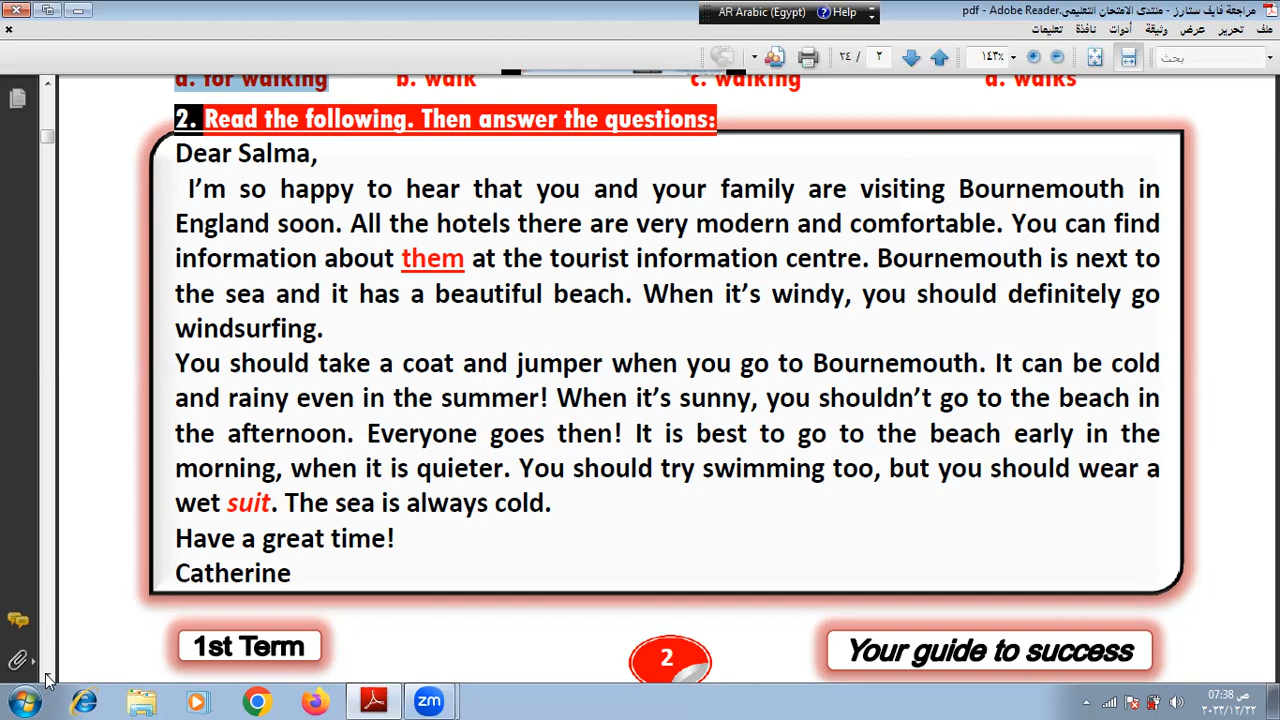 مراجعة فايف ستارز - منتدى الامتحان التعليمى.pdf - Adobe Reader
AR Arabic (Egypt) Help
ملف تحرير عرض وثيقة أدوات نافذة تعليمات
٢ / ٢٤ ١٤٣٪ بحث
a. for walking b. walk c. walking d. walks
2. Read the following. Then answer the questions:
Dear Salma,
I'm so happy to hear that you and your family are visiting Bournemouth in
England soon. All the hotels there are very modern and comfortable. You can find
information about them at the tourist information centre. Bournemouth is next to
the sea and it has a beautiful beach. When it's windy, you should definitely go
windsurfing.
You should take a coat and jumper when you go to Bournemouth. It can be cold
and rainy even in the summer! When it's sunny, you shouldn't go to the beach in
the afternoon. Everyone goes then! It is best to go to the beach early in the
morning, when it is quieter. You should try swimming too, but you should wear a
wet suit. The sea is always cold.
Have a great time!
Catherine
1st Term 2 Your guide to success
zm
07:38 ص
٢٠٢٣/١٢/٢٢